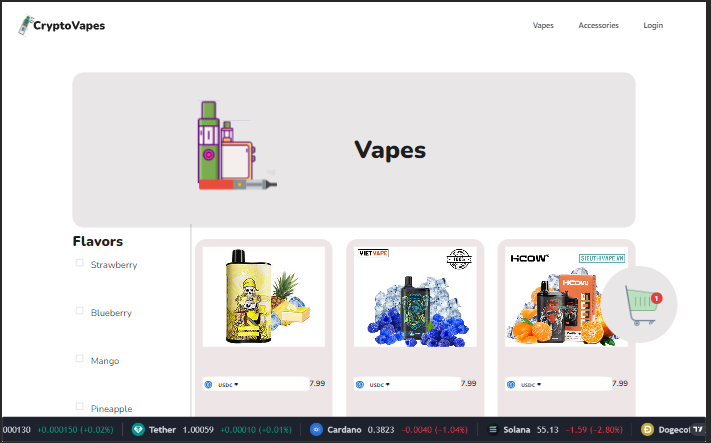 CryptoVapes
Vapes Accessories Login
Vapes
Flavors
Strawberry
Blueberry
Mango
Pineapple
VIETVAPE
100%
HCOW
SIEUTHIVAPE.VN
HCOW
1
USDC 7.99
USDC 7.99
USDC 7.99
000130 +0.000150 (+0.02%) Tether 1.00059 +0.00010 (+0.01%) Cardano 0.3823 -0.0040 (-1.04%) Solana 55.13 -1.59 (-2.80%) Dogecoi